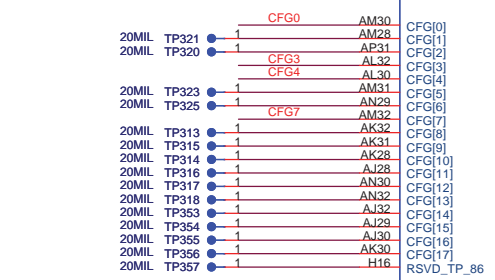 CFG0 AM30 CFG[0]
20MIL TP321 1 AM28 CFG[1]
20MIL TP320 1 AP31 CFG[2]
CFG3 AL32 CFG[3]
CFG4 AL30 CFG[4]
20MIL TP323 1 AM31 CFG[5]
20MIL TP325 1 AN29 CFG[6]
CFG7 AM32 CFG[7]
20MIL TP313 1 AK32 CFG[8]
20MIL TP315 1 AK31 CFG[9]
20MIL TP314 1 AK28 CFG[10]
20MIL TP316 1 AJ28 CFG[11]
20MIL TP317 1 AN30 CFG[12]
20MIL TP318 1 AN32 CFG[13]
20MIL TP353 1 AJ32 CFG[14]
20MIL TP354 1 AJ29 CFG[15]
20MIL TP355 1 AJ30 CFG[16]
20MIL TP356 1 AK30 CFG[17]
20MIL TP357 1 H16 RSVD_TP_86